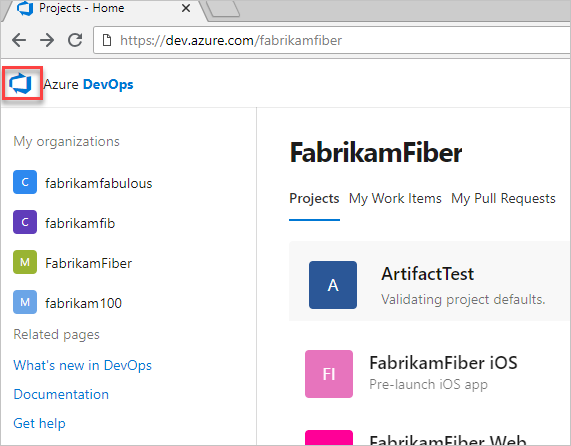 Projects - Home
https://dev.azure.com/fabrikamfiber
Azure DevOps
My organizations
C fabrikamfabulous
C fabrikamfib
M FabrikamFiber
M fabrikam100
Related pages
What's new in DevOps
Documentation
Get help
FabrikamFiber
Projects My Work Items My Pull Requests
A ArtifactTest
Validating project defaults.
FI FabrikamFiber iOS
Pre-launch iOS app
FabrikamFiber Web